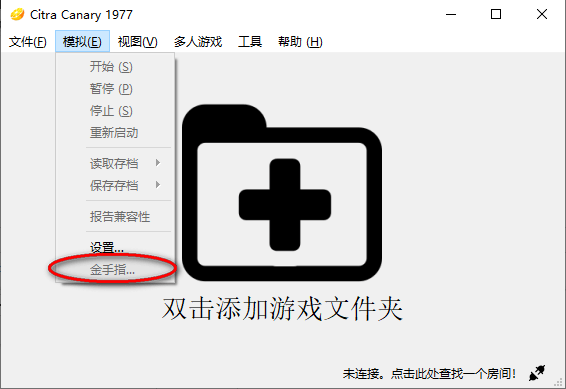 Citra Canary 1977
文件(F) 模拟(E) 视图(V) 多人游戏 工具 帮助 (H)
开始 (S)
暂停 (P)
停止 (S)
重新启动
读取存档
保存存档
报告兼容性
设置...
金手指...
双击添加游戏文件夹
未连接。点击此处查找一个房间!